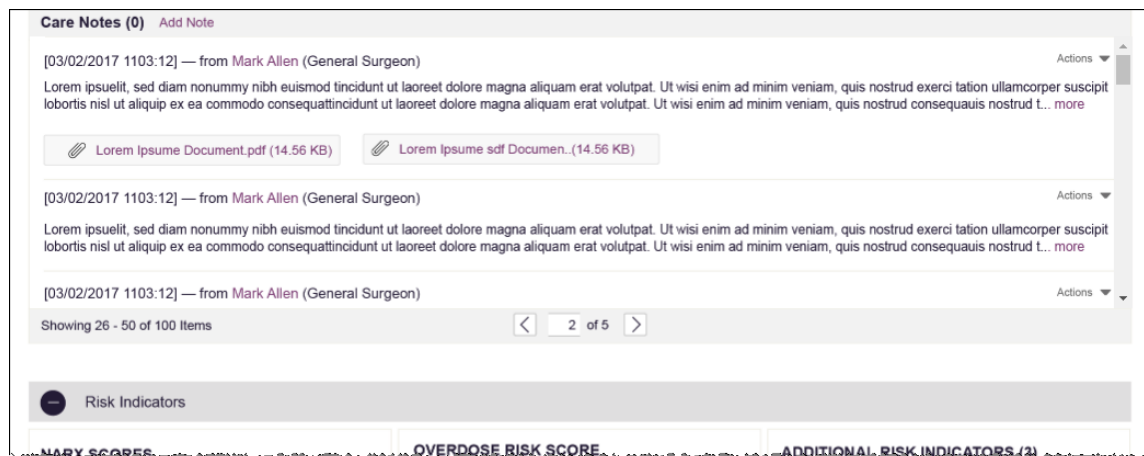 Care Notes (0) Add Note
[03/02/2017 1103:12] — from Mark Allen (General Surgeon) Actions
Lorem ipsuelit, sed diam nonummy nibh euismod tincidunt ut laoreet dolore magna aliquam erat volutpat. Ut wisi enim ad minim veniam, quis nostrud exerci tation ullamcorper suscipit
lobortis nisl ut aliquip ex ea commodo consequattincidunt ut laoreet dolore magna aliquam erat volutpat. Ut wisi enim ad minim veniam, quis nostrud consequauis nostrud t... more
Lorem Ipsume Document.pdf (14.56 KB) Lorem Ipsume sdf Documen..(14.56 KB)
[03/02/2017 1103:12] — from Mark Allen (General Surgeon) Actions
Lorem ipsuelit, sed diam nonummy nibh euismod tincidunt ut laoreet dolore magna aliquam erat volutpat. Ut wisi enim ad minim veniam, quis nostrud exerci tation ullamcorper suscipit
lobortis nisl ut aliquip ex ea commodo consequattincidunt ut laoreet dolore magna aliquam erat volutpat. Ut wisi enim ad minim veniam, quis nostrud consequauis nostrud t... more
[03/02/2017 1103:12] — from Mark Allen (General Surgeon) Actions
Showing 26 - 50 of 100 Items 2 of 5
Risk Indicators
NARX SCORES OVERDOSE RISK SCORE ADDITIONAL RISK INDICATORS (2)